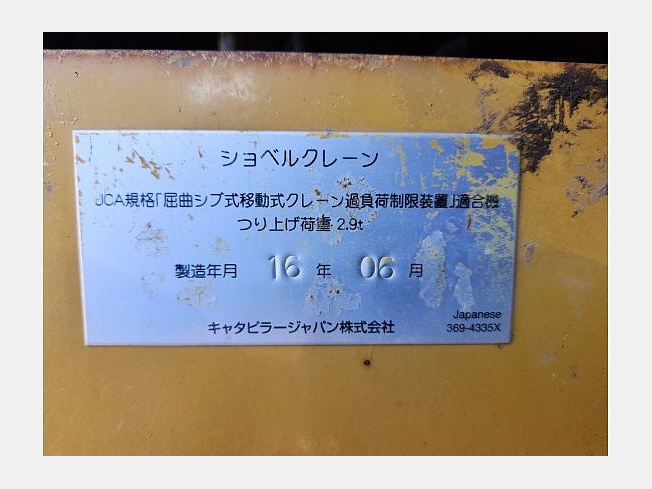 ショベルクレーン
JCA規格「屈曲ジブ式移動式クレーン過負荷制限装置」適合機
つり上げ荷重 2.9t
製造年月 16 年 06 月
キャタピラージャパン株式会社
Japanese
369-4335X